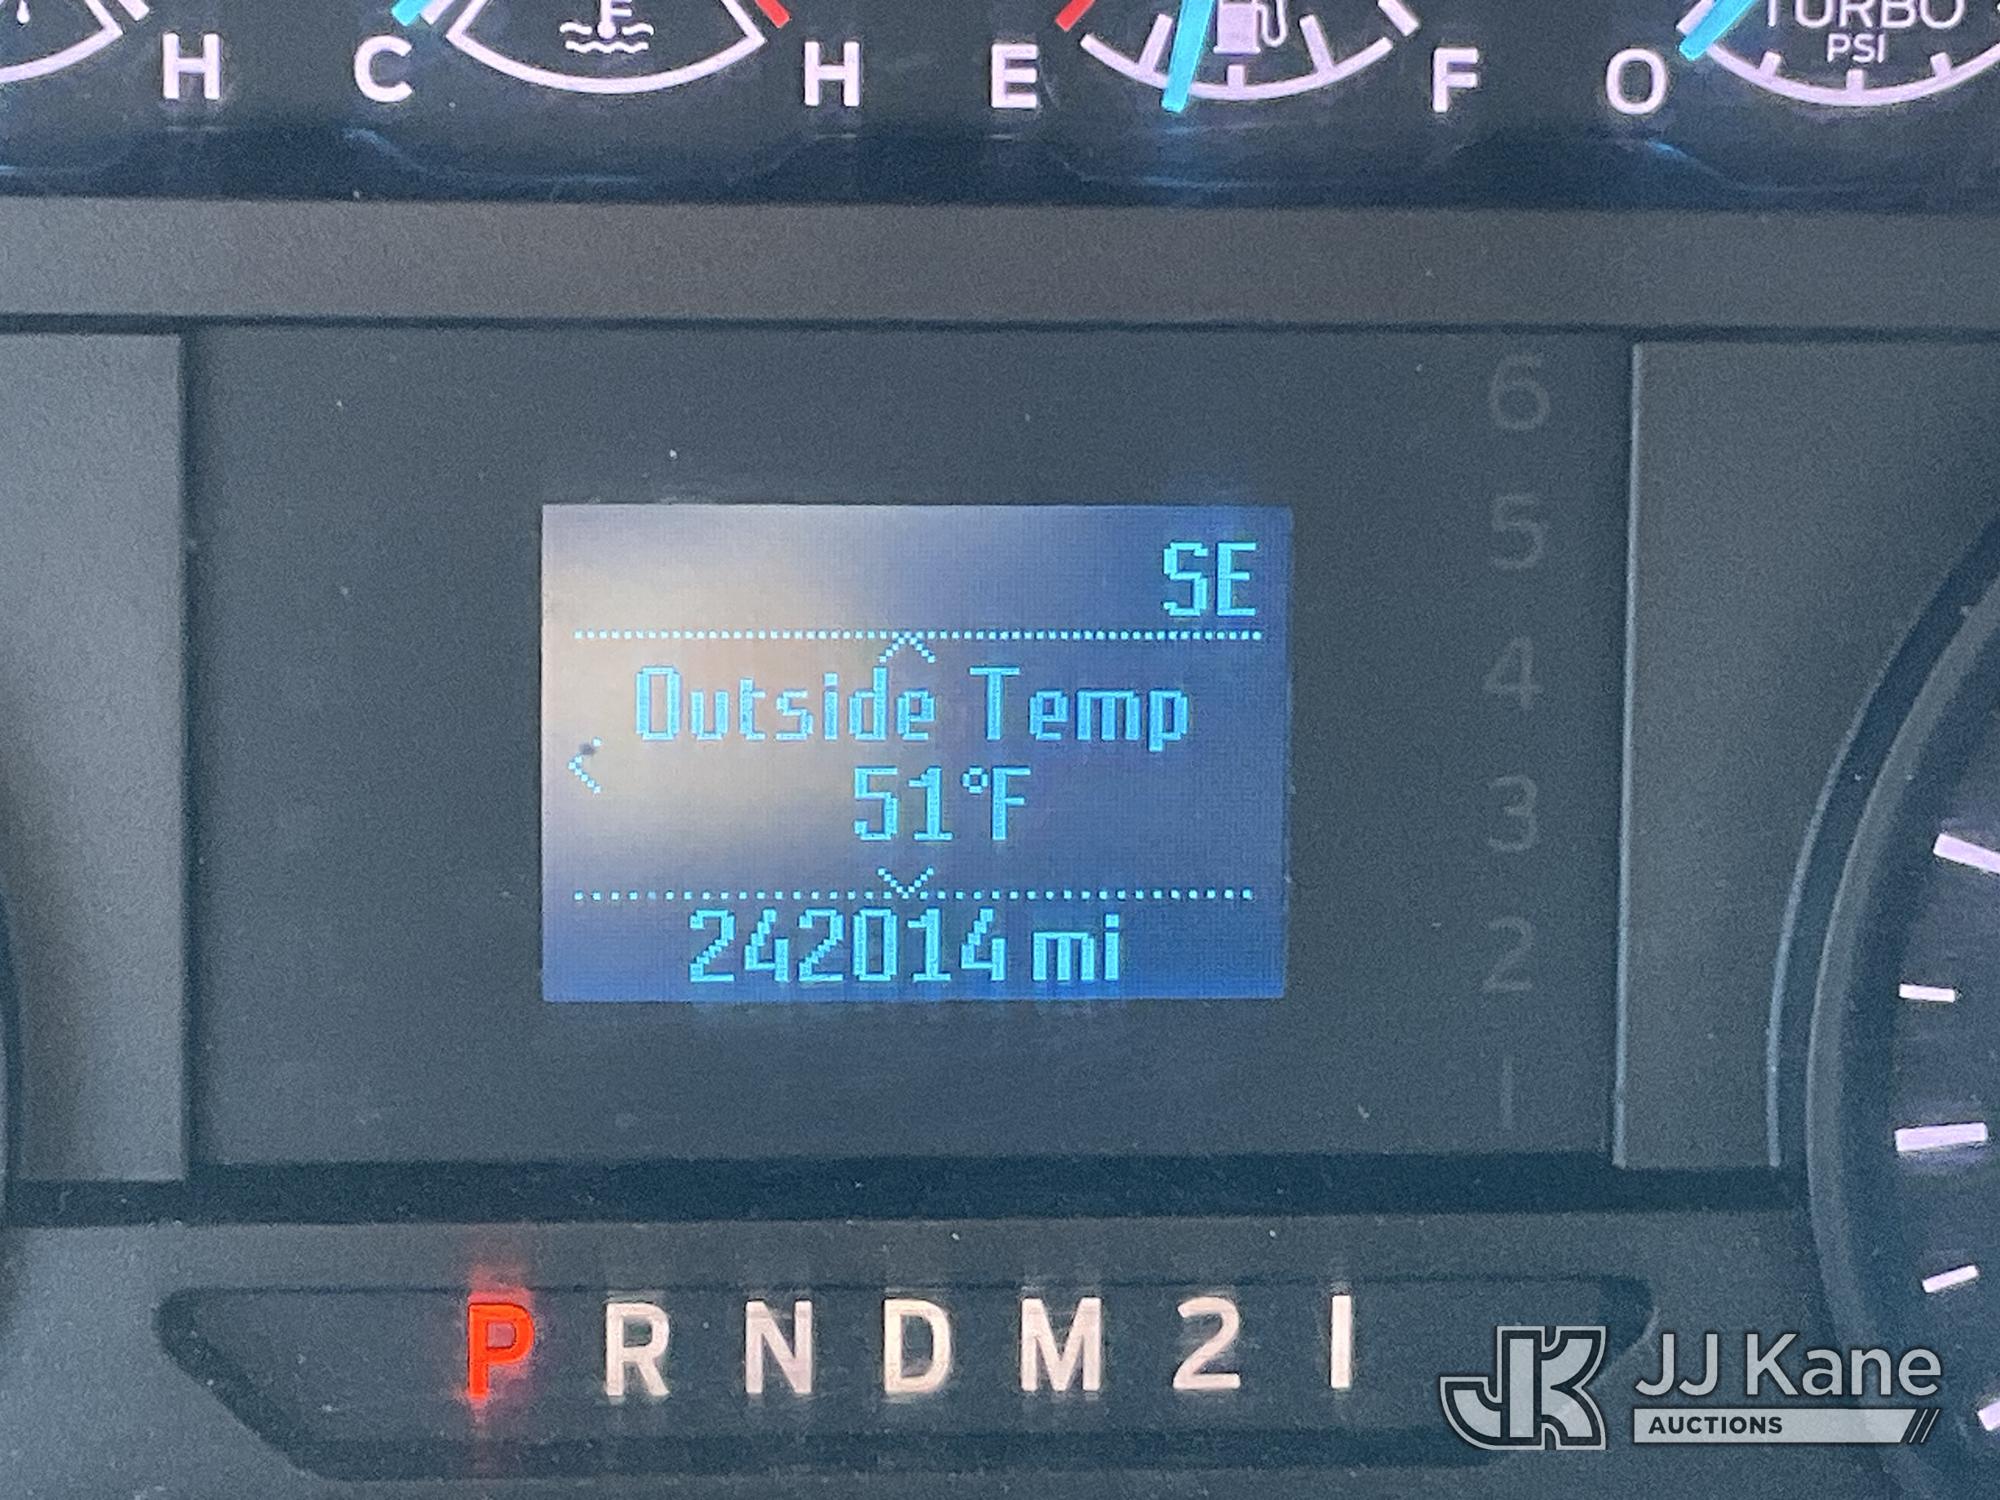 H C F H E F O TURBO
PSI
6
SE
5
Outside Temp
4
51°F
3
242014 mi
2
1
P R N D M 2 1
JK JJ Kane
AUCTIONS